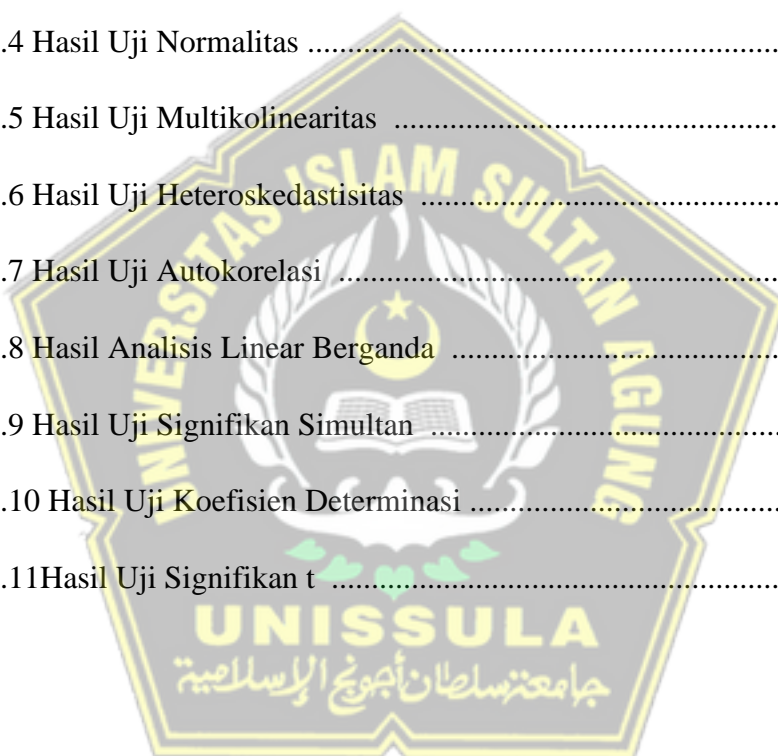 .4 Hasil Uji Normalitas ........................................................
.5 Hasil Uji Multikolinearitas ................................................
.6 Hasil Uji Heteroskedastisitas .............................................
.7 Hasil Uji Autokorelasi .......................................................
.8 Hasil Analisis Linear Berganda .........................................
.9 Hasil Uji Signifikan Simultan ...........................................
.10 Hasil Uji Koefisien Determinasi ......................................
.11Hasil Uji Signifikan t .......................................................
UNIVERSITAS ISLAM SULTAN AGUNG
UNISSULA
جامعة سلطان أجونج الإسلامية